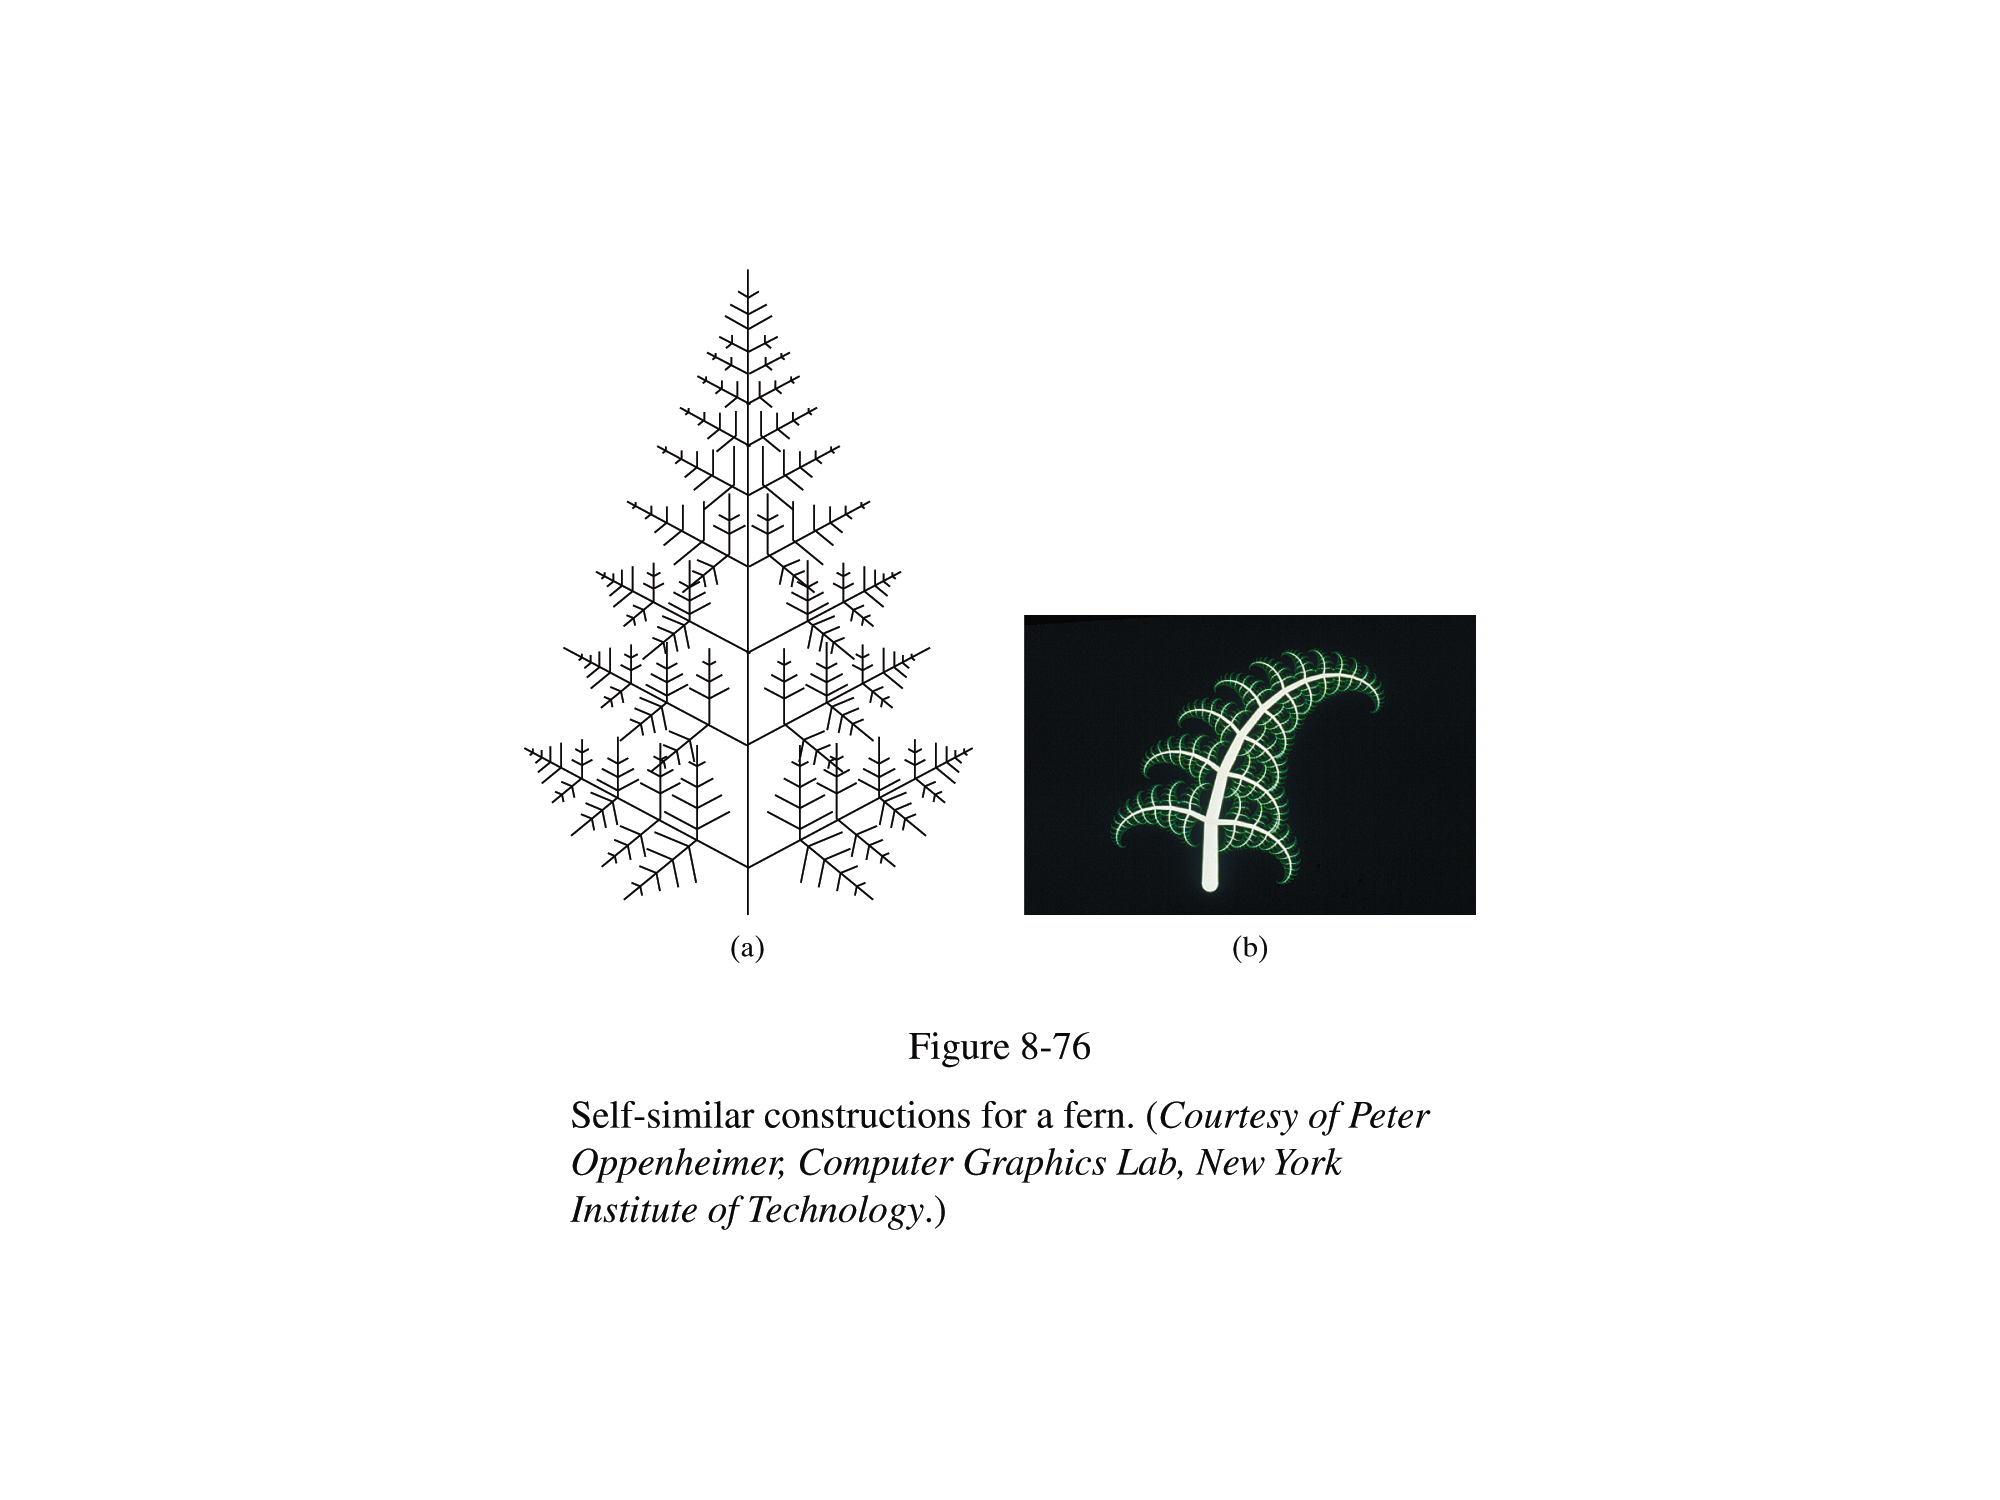 (a)
(b)
Figure 8-76
Self-similar constructions for a fern. (Courtesy of Peter
Oppenheimer, Computer Graphics Lab, New York
Institute of Technology.)